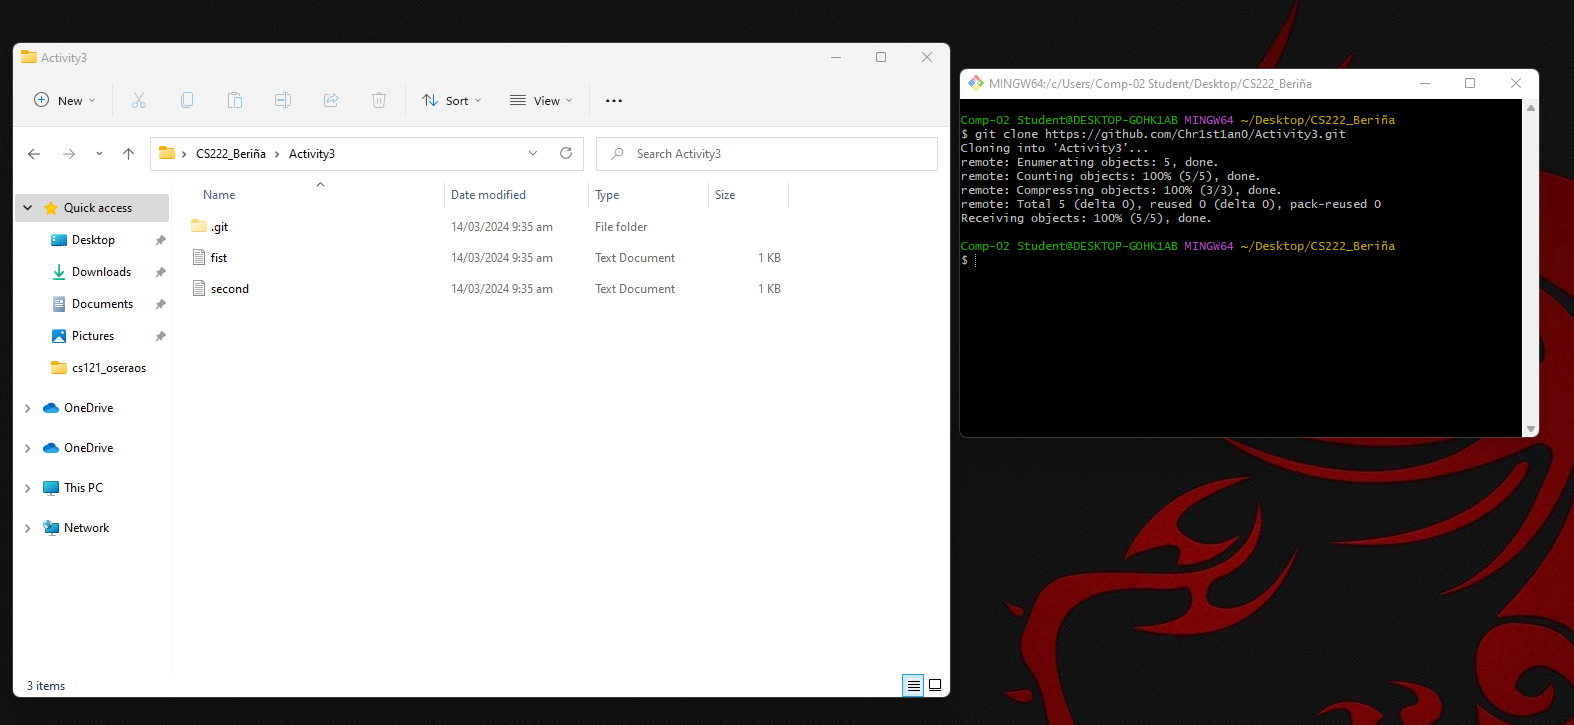 Activity3
New
Sort
View
CS222_Beriña > Activity3
Search Activity3
Name Date modified Type Size
.git 14/03/2024 9:35 am File folder
fist 14/03/2024 9:35 am Text Document 1 KB
second 14/03/2024 9:35 am Text Document 1 KB
Quick access
Desktop
Downloads
Documents
Pictures
cs121_oseraos
OneDrive
OneDrive
This PC
Network
3 items
MINGW64:/c/Users/Comp-02 Student/Desktop/CS222_Beriña
Comp-02 Student@DESKTOP-GOHK1AB MINGW64 ~/Desktop/CS222_Beriña
$ git clone https://github.com/Chr1st1an0/Activity3.git
Cloning into 'Activity3'...
remote: Enumerating objects: 5, done.
remote: Counting objects: 100% (5/5), done.
remote: Compressing objects: 100% (3/3), done.
remote: Total 5 (delta 0), reused 0 (delta 0), pack-reused 0
Receiving objects: 100% (5/5), done.
Comp-02 Student@DESKTOP-GOHK1AB MINGW64 ~/Desktop/CS222_Beriña
$